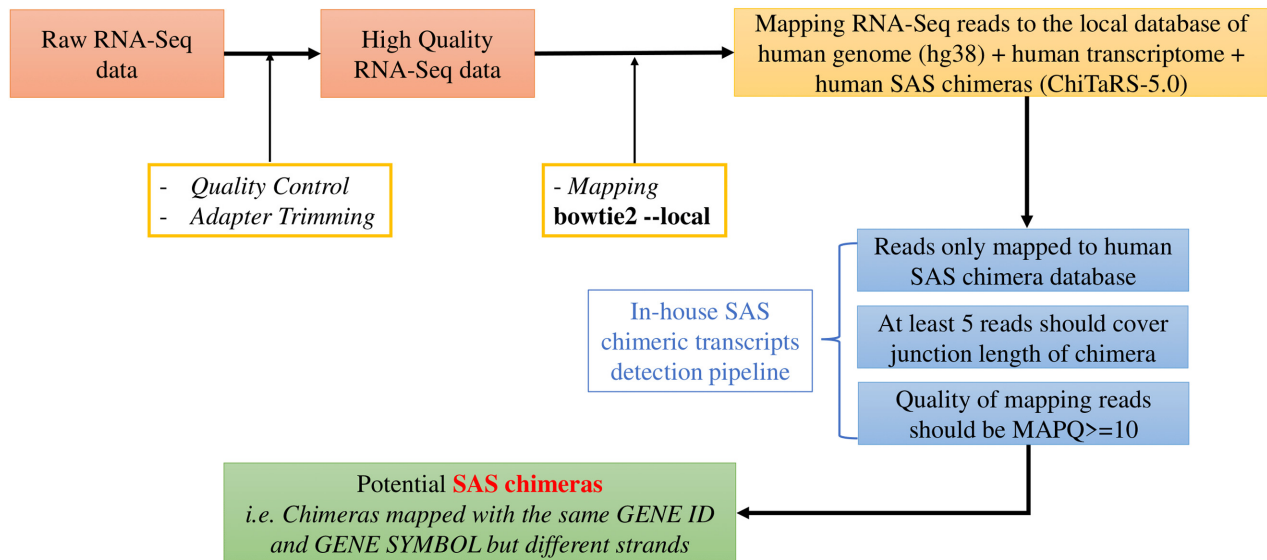 Raw RNA-Seq
data
High Quality
RNA-Seq data
Mapping RNA-Seq reads to the local database of
human genome (hg38) + human transcriptome +
human SAS chimeras (ChiTaRS-5.0)
- Quality Control
- Adapter Trimming
- Mapping
bowtie2 --local
Reads only mapped to human
SAS chimera database
In-house SAS
chimeric transcripts
detection pipeline
At least 5 reads should cover
junction length of chimera
Quality of mapping reads
should be MAPQ>=10
Potential SAS chimeras
i.e. Chimeras mapped with the same GENE ID
and GENE SYMBOL but different strands